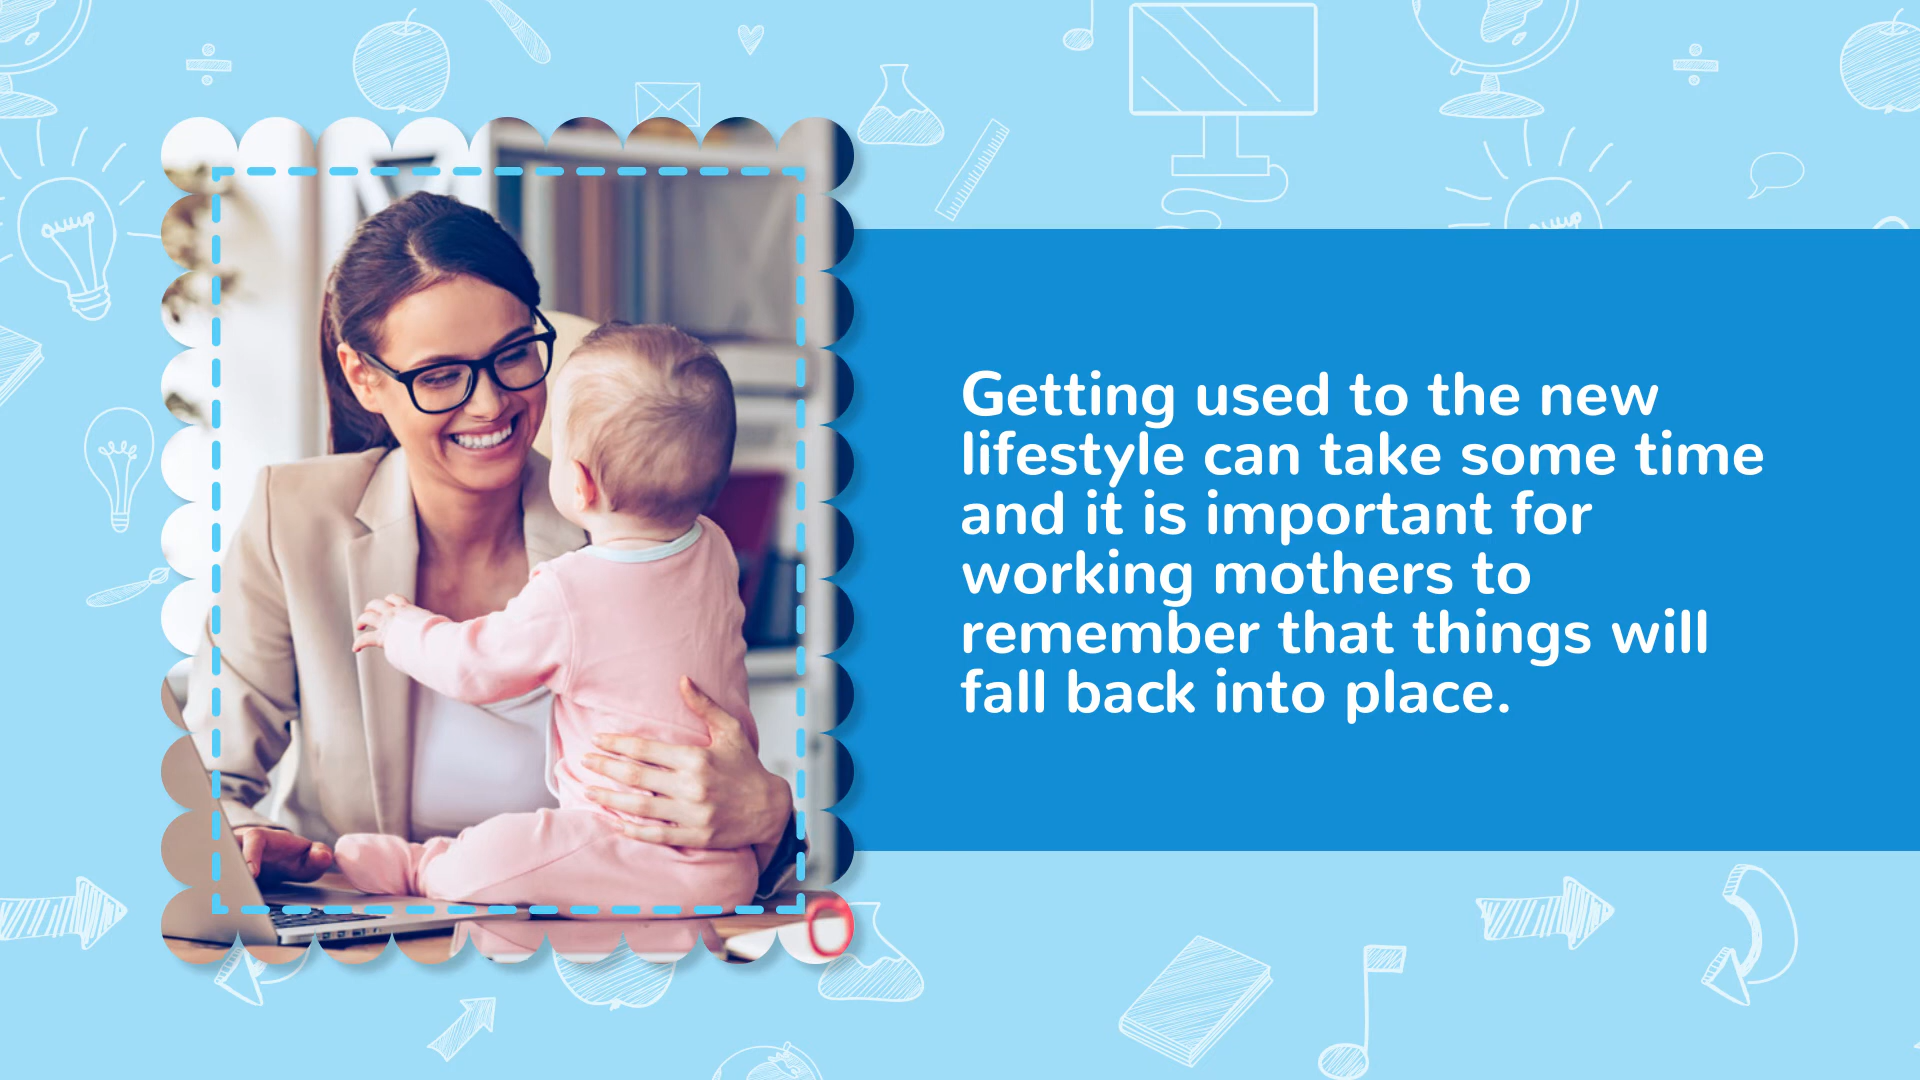 Getting used to the new
lifestyle can take some time
and it is important for
working mothers to
remember that things will
fall back into place.